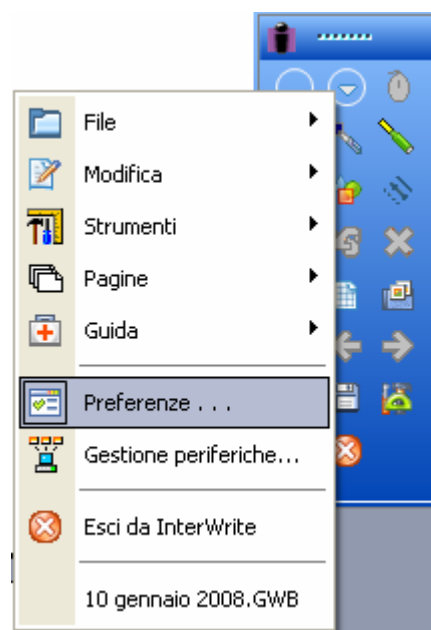 File
Modifica
Strumenti
Pagine
Guida
Preferenze . . .
Gestione periferiche...
Esci da InterWrite
10 gennaio 2008.GWB